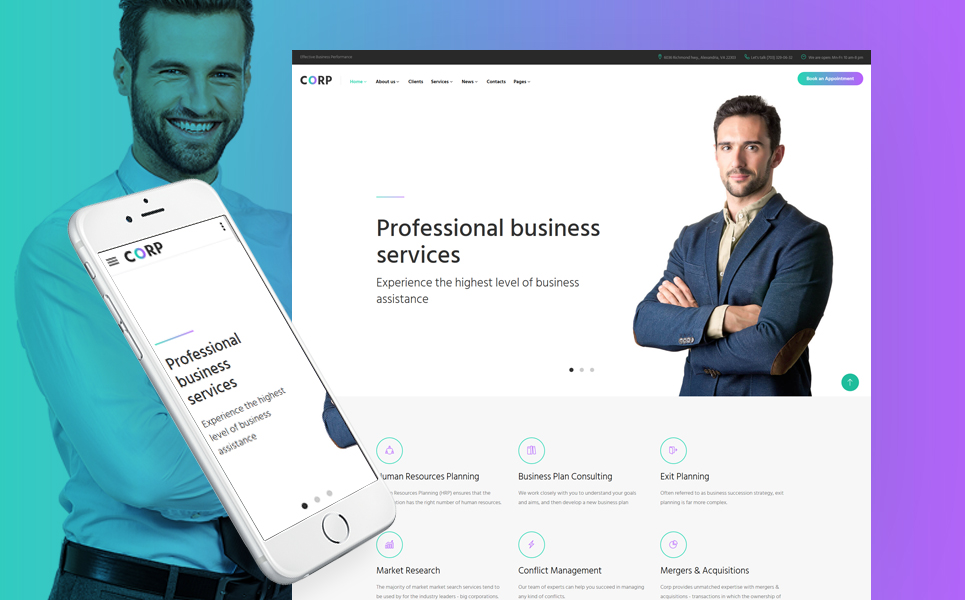 Effective Business Performance
Let's talk
We are open: Mon-Fri
CORP
Home
About us
Clients
Services
News
Contacts
Pages
Book an Appointment
Professional business
services
Experience the highest level of business
assistance
CORP
Professional
business
services
Experience the highest
level of business
assistance
Human Resources Planning
Resources Planning (HRP) ensures that the
has the right number of human resources.
Business Plan Consulting
We work closely with you to understand your goals
and aims, and then develop a new business plan
Exit Planning
Often referred to as business succession strategy, exit
planning is far more complex.
Market Research
The majority of market market search services tend to
be used by for the industry leaders - big corporations,
Conflict Management
Our team of experts can help you succeed in managing
any kind of conflicts.
Mergers & Acquisitions
Corp provides unmatched expertise with mergers &
acquisitions - transactions in which the ownership of